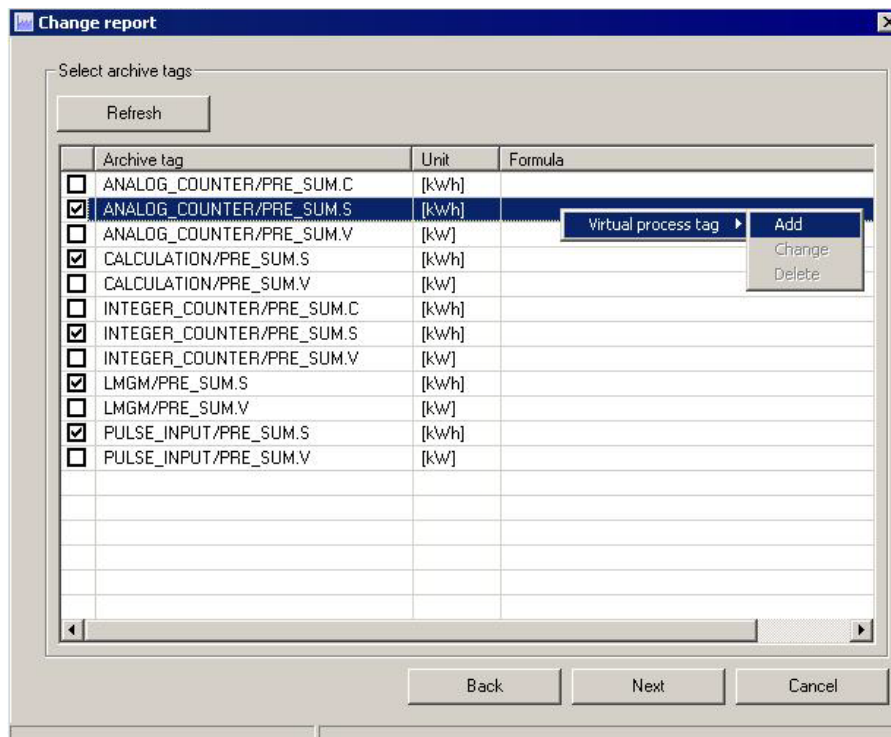 Change report
Select archive tags
Refresh
Archive tag Unit Formula
ANALOG_COUNTER/PRE_SUM.C [kWh]
ANALOG_COUNTER/PRE_SUM.S [kWh]
Virtual process tag Add
ANALOG_COUNTER/PRE_SUM.V [kW]
Change
CALCULATION/PRE_SUM.S [kWh]
Delete
CALCULATION/PRE_SUM.V [kW]
INTEGER_COUNTER/PRE_SUM.C [kWh]
INTEGER_COUNTER/PRE_SUM.S [kWh]
INTEGER_COUNTER/PRE_SUM.V [kW]
LMGM/PRE_SUM.S [kWh]
LMGM/PRE_SUM.V [kW]
PULSE_INPUT/PRE_SUM.S [kWh]
PULSE_INPUT/PRE_SUM.V [kW]
Back Next Cancel